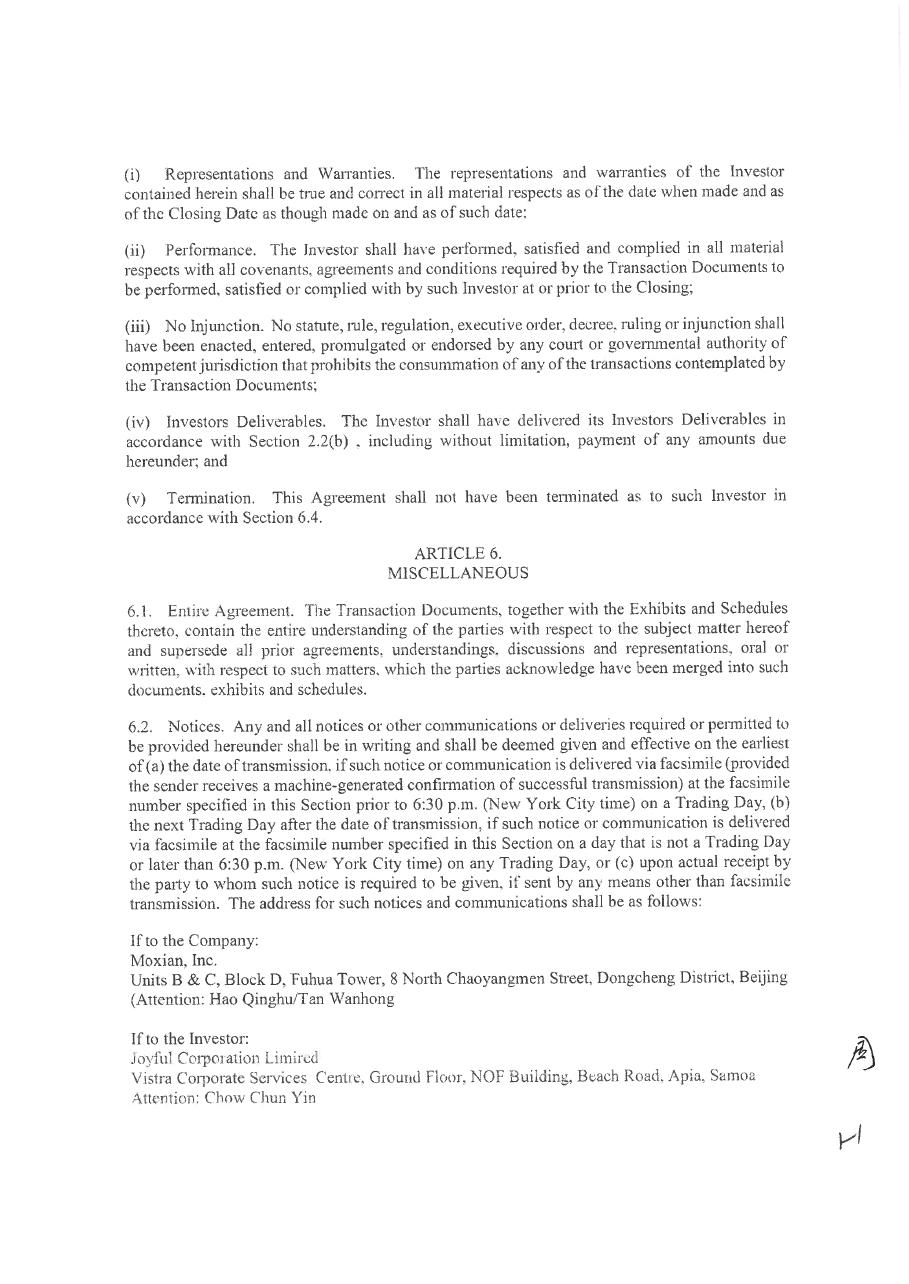 (i) Representations and Warranties. The representations and warranties of the Investor
contained herein shall be true and correct in all material respects as of the date when made and as
of the Closing Date as though made on and as of such date;
(ii) Performance. The Investor shall have performed, satisfied and complied in all material
respects with all covenants, agreements and conditions required by the Transaction Documents to
be performed, satisfied or complied with by such Investor at or prior to the Closing;
(iii) No Injunction. No statute, rule, regulation, executive order, decree, ruling or injunction shall
have been enacted, entered, promulgated or endorsed by any court or governmental authority of
competent jurisdiction that prohibits the consummation of any of the transactions contemplated by
the Transaction Documents;
(iv) Investors Deliverables. The Investor shall have delivered its Investors Deliverables in
accordance with Section 2.2(b) , including without limitation, payment of any amounts due
hereunder; and
(v) Termination. This Agreement shall not have been terminated as to such Investor in
accordance with Section 6.4.
ARTICLE 6.
MISCELLANEOUS
6.1. Entire Agreement. The Transaction Documents, together with the Exhibits and Schedules
thereto, contain the entire understanding of the parties with respect to the subject matter hereof
and supersede all prior agreements, understandings, discussions and representations, oral or
written, with respect to such matters, which the parties acknowledge have been merged into such
documents, exhibits and schedules.
6.2. Notices. Any and all notices or other communications or deliveries required or permitted to
be provided hereunder shall be in writing and shall be deemed given and effective on the earliest
of (a) the date of transmission, if such notice or communication is delivered via facsimile (provided
the sender receives a machine-generated confirmation of successful transmission) at the facsimile
number specified in this Section prior to 6:30 p.m. (New York City time) on a Trading Day, (b)
the next Trading Day after the date of transmission, if such notice or communication is delivered
via facsimile at the facsimile number specified in this Section on a day that is not a Trading Day
or later than 6:30 p.m. (New York City time) on any Trading Day, or (c) upon actual receipt by
the party to whom such notice is required to be given, if sent by any means other than facsimile
transmission. The address for such notices and communications shall be as follows:
If to the Company:
Moxian, Inc.
Units B & C, Block D, Fuhua Tower, 8 North Chaoyangmen Street, Dongcheng District, Beijing
(Attention: Hao Qinghu/Tan Wanhong
If to the Investor:
Joyful Corporation Limired
Vistra Corporate Services Centre, Ground Floor, NOF Building, Beach Road, Apia, Samoa
Attention: Chow Chun Yin